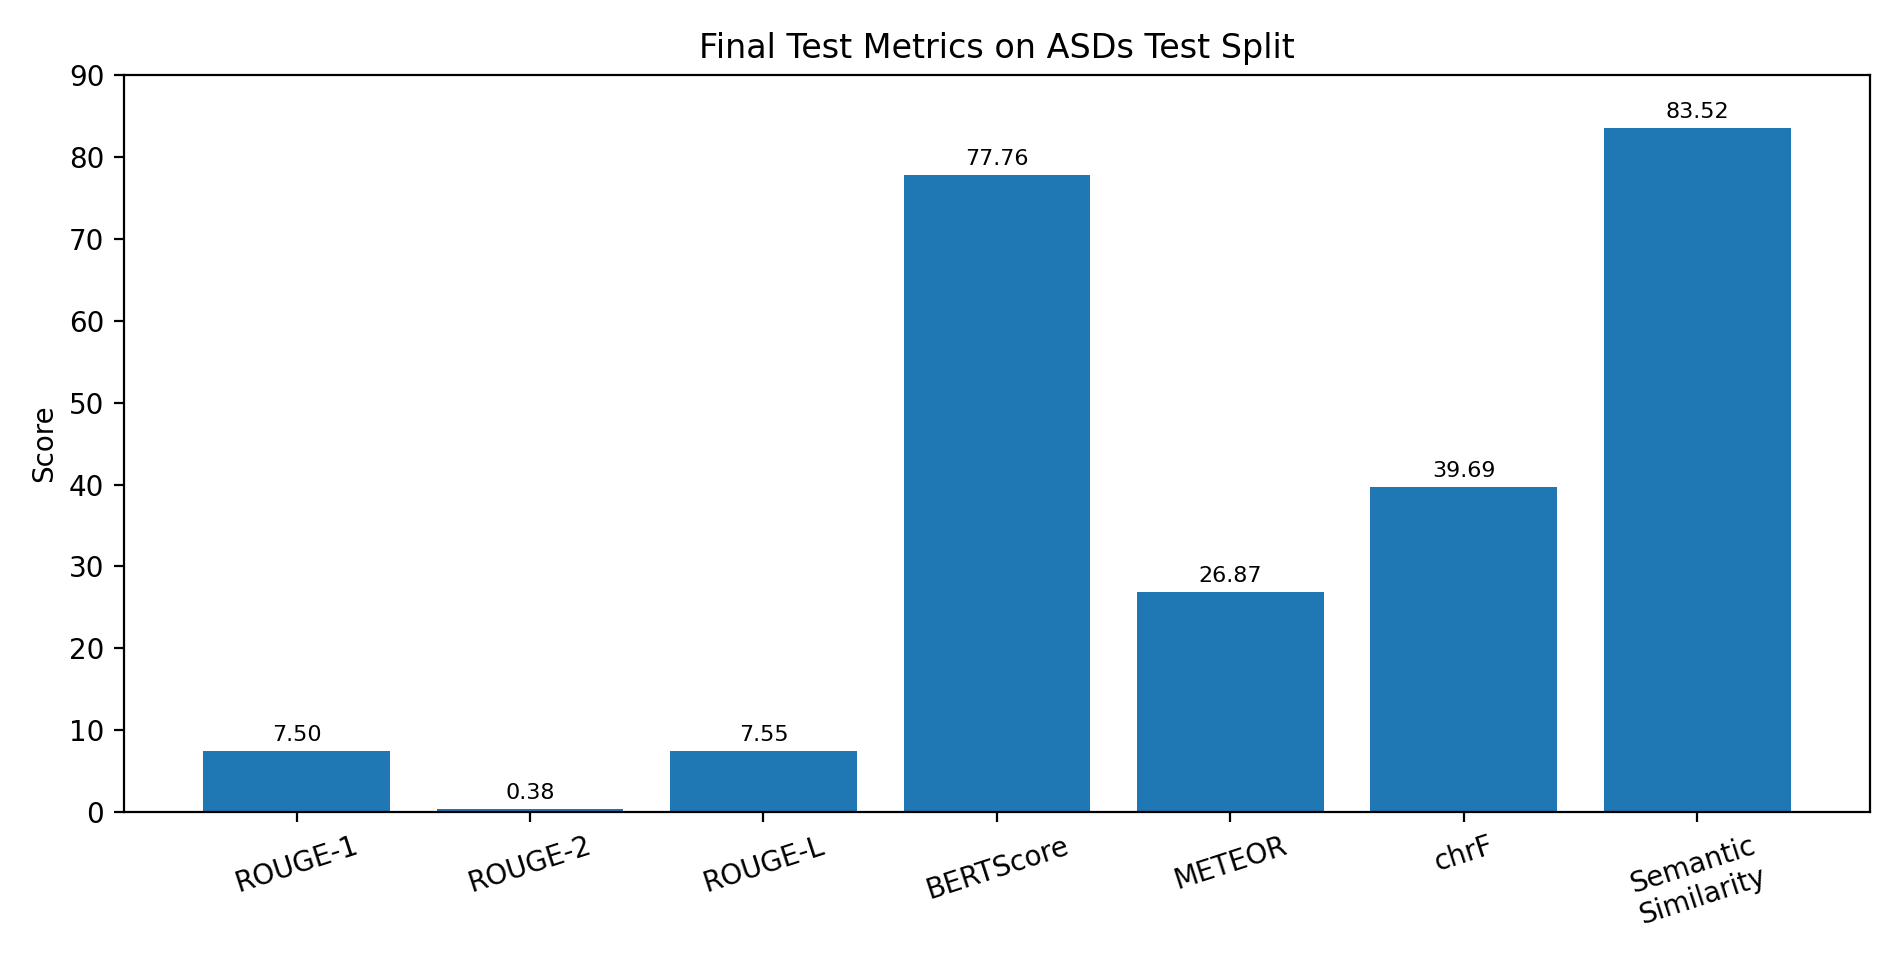 Final Test Metrics on ASDs Test Split
Score
90
80
70
60
50
40
30
20
10
0
7.50
0.38
7.55
77.76
26.87
39.69
83.52
ROUGE-1
ROUGE-2
ROUGE-L
BERTScore
METEOR
chrF
Semantic
Similarity